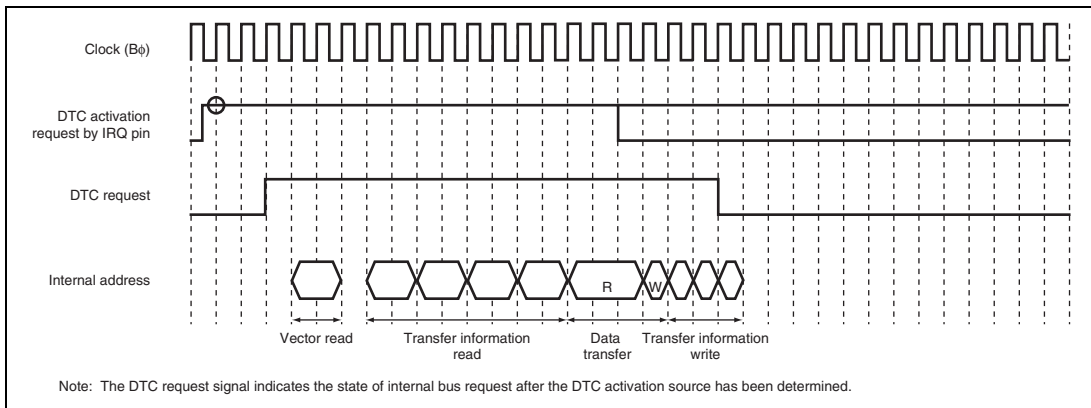 Clock (Bφ)
DTC activation
request by IRQ pin
DTC request
Internal address
R
W
Vector read
Transfer information
read
Data
transfer
Transfer information
write
Note: The DTC request signal indicates the state of internal bus request after the DTC activation source has been determined.